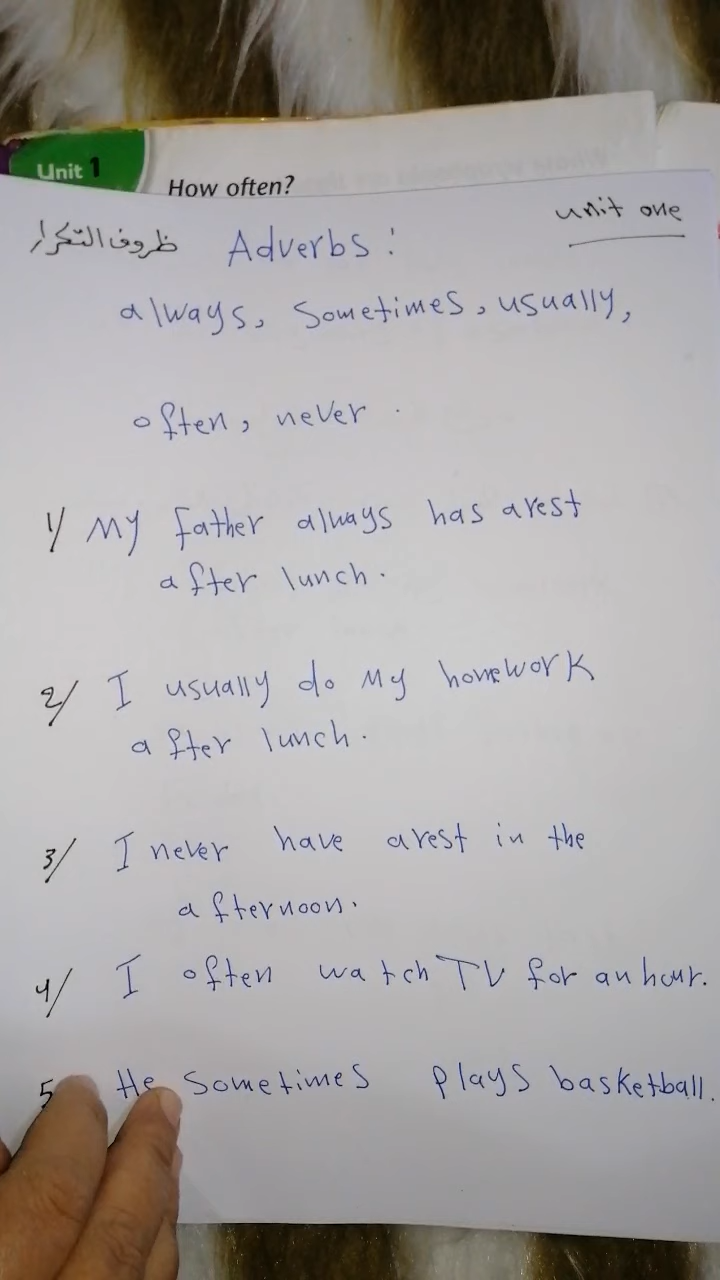 Unit 1
How often?
unit one
ظروف التكرار Adverbs:
always, sometimes, usually,
often, never.
1/ My father always has arest
after lunch.
2/ I usually do my homework
after lunch.
3/ I never have arest in the
afternoon.
4/ I often watch TV for an hour.
5 He sometimes plays basketball.